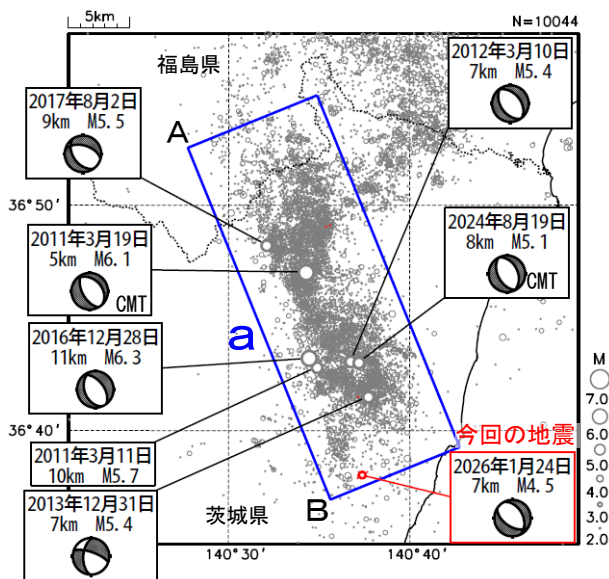 5km
N=10044
福島県
2012年3月10日
7km M5.4
2017年8月2日
9km M5.5
A
36°50′
2011年3月19日
5km M6.1
CMT
2024年8月19日
8km M5.1
CMT
a
2016年12月28日
11km M6.3
M
7.0
6.0
5.0
4.0
3.0
2.0
36°40′
今回の地震
2011年3月11日
10km M5.7
2026年1月24日
7km M4.5
2013年12月31日
7km M5.4
茨城県
B
140°30′
140°40′